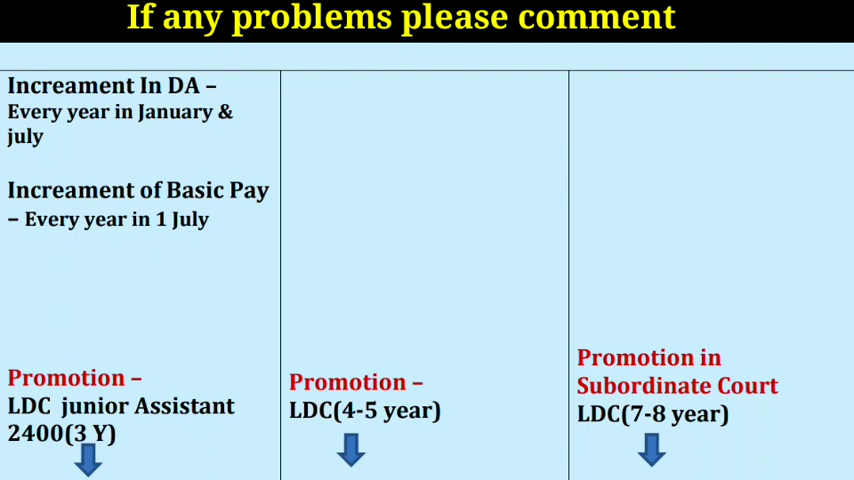 If any problems please comment
Increament In DA –
Every year in January &
july
Increament of Basic Pay
– Every year in 1 July
Promotion –
LDC junior Assistant
2400(3 Y)
Promotion –
LDC(4-5 year)
Promotion in
Subordinate Court
LDC(7-8 year)